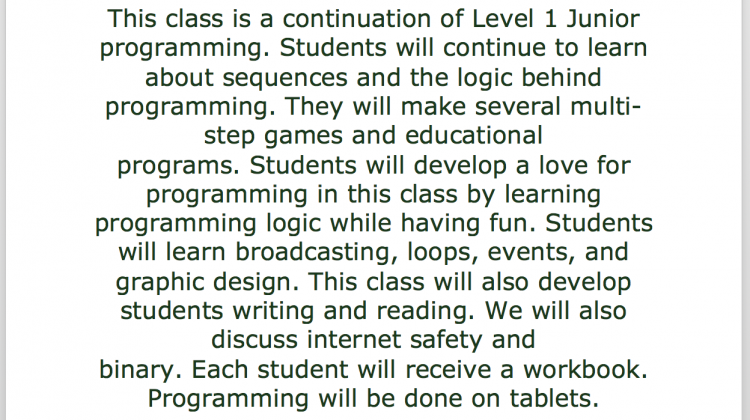 This class is a continuation of Level 1 Junior
programming. Students will continue to learn
about sequences and the logic behind
programming. They will make several multi-
step games and educational
programs. Students will develop a love for
programming in this class by learning
programming logic while having fun. Students
will learn broadcasting, loops, events, and
graphic design. This class will also develop
students writing and reading. We will also
discuss internet safety and
binary. Each student will receive a workbook.
Programming will be done on tablets.